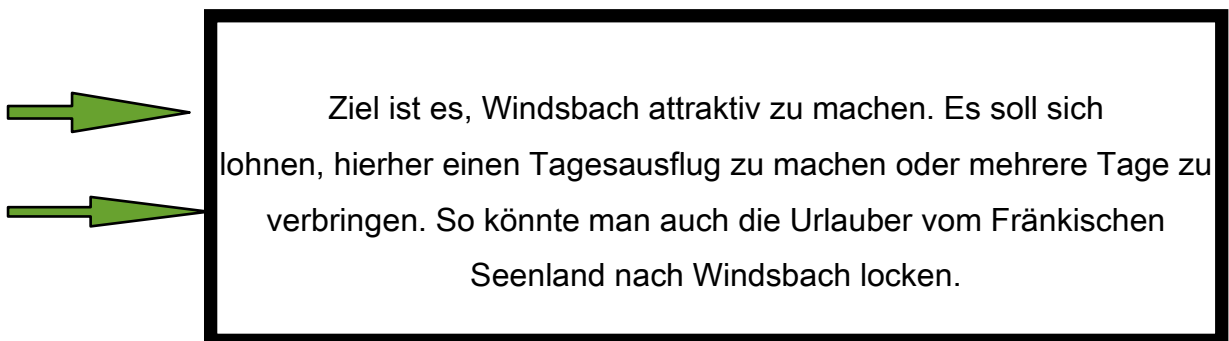 Ziel ist es, Windsbach attraktiv zu machen. Es soll sich
lohnen, hierher einen Tagesausflug zu machen oder mehrere Tage zu
verbringen. So könnte man auch die Urlauber vom Fränkischen
Seenland nach Windsbach locken.